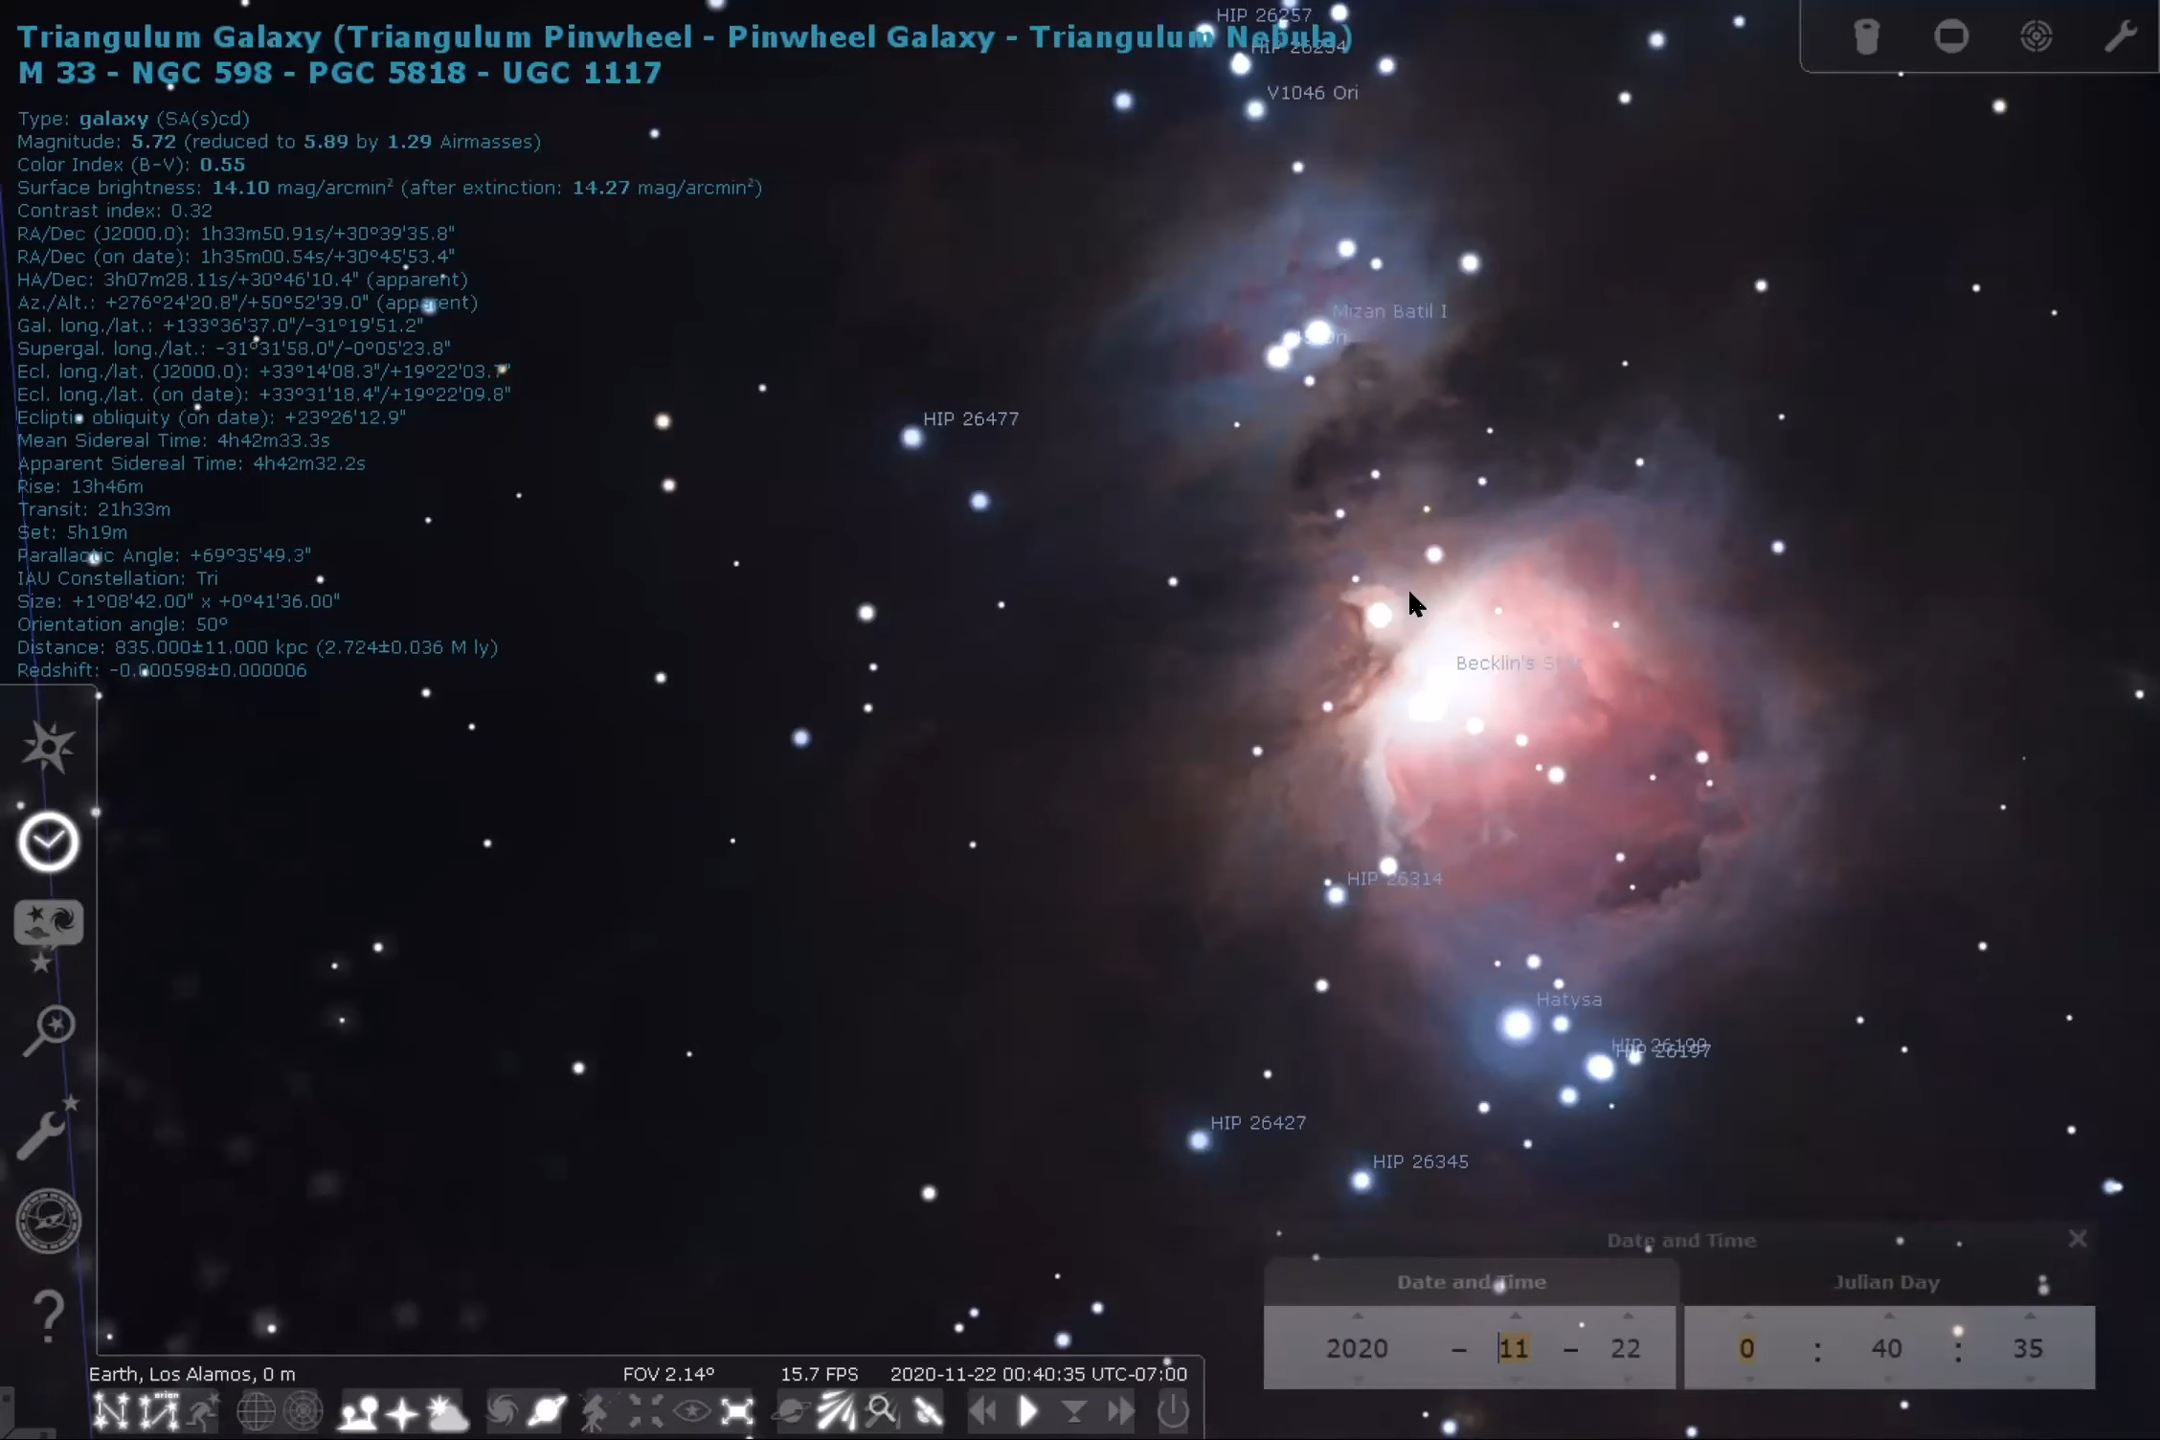 Triangulum Galaxy (Triangulum Pinwheel - Pinwheel Galaxy - Triangulum Nebula)
M 33 - NGC 598 - PGC 5818 - UGC 1117
Type: galaxy (SA(s)cd)
Magnitude: 5.72 (reduced to 5.89 by 1.29 Airmasses)
Color Index (B-V): 0.55
Surface brightness: 14.10 mag/arcmin² (after extinction: 14.27 mag/arcmin²)
Contrast index: 0.32
RA/Dec (J2000.0): 1h33m50.91s/+30°39'35.8"
RA/Dec (on date): 1h35m00.54s/+30°45'53.4"
HA/Dec: 3h07m28.11s/+30°46'10.4" (apparent)
Az./Alt.: +276°24'20.8"/+50°52'39.0" (apparent)
Gal. long./lat.: +133°36'37.0"/-31°19'51.2"
Supergal. long./lat.: -31°31'58.0"/-0°05'23.8"
Ecl. long./lat. (J2000.0): +33°14'08.3"/+19°22'03.7"
Ecl. long./lat. (on date): +33°31'18.4"/+19°22'09.8"
Ecliptic obliquity (on date): +23°26'12.9"
Mean Sidereal Time: 4h42m33.3s
Apparent Sidereal Time: 4h42m32.2s
Rise: 13h46m
Transit: 21h33m
Set: 5h19m
Parallactic Angle: +69°35'49.3"
IAU Constellation: Tri
Size: +1°08'42.00" x +0°41'36.00"
Orientation angle: 50°
Distance: 835.000±11.000 kpc (2.724±0.036 M ly)
Redshift: -0.000598±0.000006
HIP 26257
HIP 26234
V1046 Ori
Mizan Batil I
HIP 26477
Becklin's Star
HIP 26314
Hatysa
HIP 26199
HIP 26197
HIP 26427
HIP 26345
Date and Time
Date and Time Julian Day
2020 - 11 - 22 0 : 40 : 35
Earth, Los Alamos, 0 m FOV 2.14° 15.7 FPS 2020-11-22 00:40:35 UTC-07:00